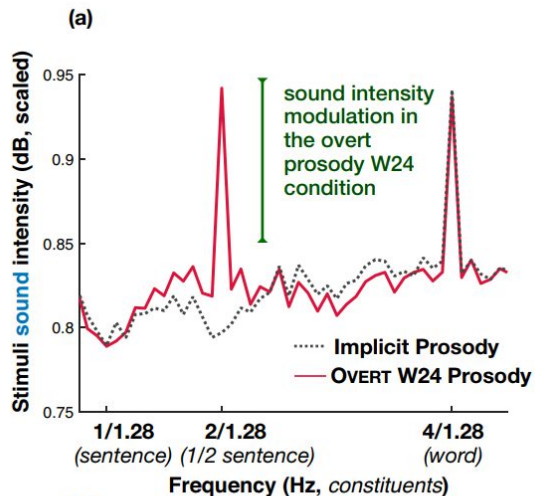 (a)
Stimuli sound intensity (dB, scaled)
0.95
0.9
0.85
0.8
0.75
sound intensity
modulation in
the overt
prosody W24
condition
Implicit Prosody
OVERT W24 Prosody
1/1.28
2/1.28
4/1.28
(sentence)
(1/2 sentence)
(word)
Frequency (Hz, constituents)